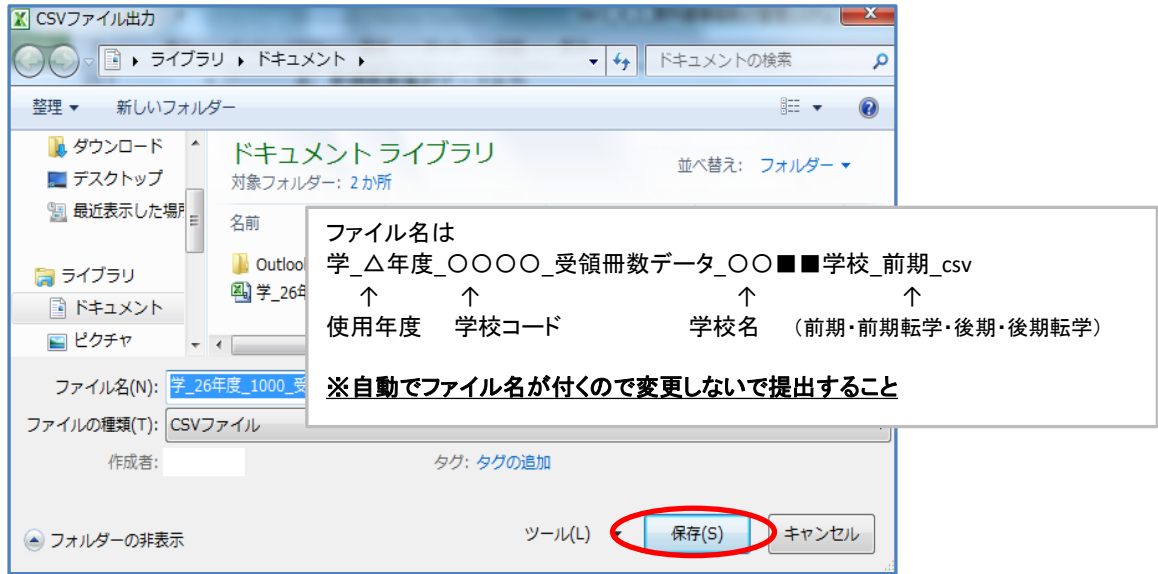 CSVファイル出力
ライブラリ ▶ ドキュメント ▶
ドキュメントの検索
整理 ▼ 新しいフォルダー
ダウンロード
デスクトップ
最近表示した場所
ライブラリ
ドキュメント
ピクチャ
ドキュメント ライブラリ
対象フォルダー: 2 か所
並べ替え: フォルダー ▼
名前
Outloo
学_26年
ファイル名は
学_△年度_〇〇〇〇_受領冊数データ_〇〇■■学校_前期_csv
↑ ↑ ↑ ↑
使用年度 学校コード 学校名 (前期・前期転学・後期・後期転学)
※自動でファイル名が付くので変更しないで提出すること
ファイル名(N): 学_26年度_1000_受
ファイルの種類(T): CSVファイル
作成者:
タグ: タグの追加
フォルダーの非表示
ツール(L) ▼ 保存(S) キャンセル